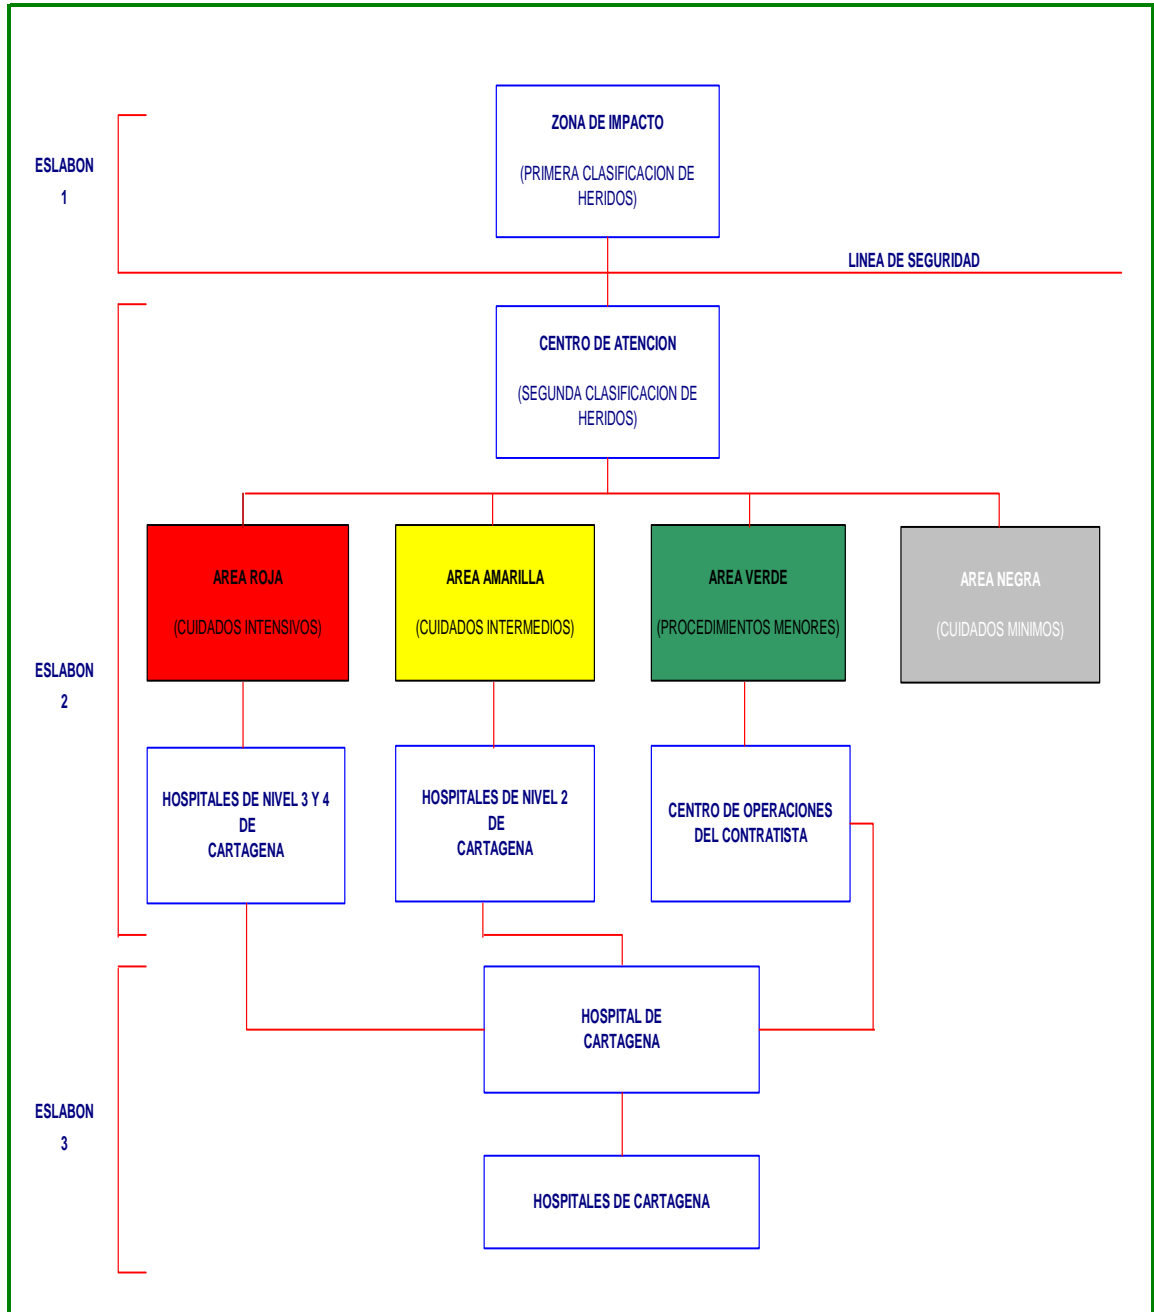 ZONA DE IMPACTO
(PRIMERA CLASIFICACION DE
HERIDOS)
ESLABON
1
LINEA DE SEGURIDAD
CENTRO DE ATENCION
(SEGUNDA CLASIFICACION DE
HERIDOS)
AREA ROJA
(CUIDADOS INTENSIVOS)
AREA AMARILLA
(CUIDADOS INTERMEDIOS)
AREA VERDE
(PROCEDIMIENTOS MENORES)
AREA NEGRA
(CUIDADOS MINIMOS)
ESLABON
2
HOSPITALES DE NIVEL 3 Y 4
DE
CARTAGENA
HOSPITALES DE NIVEL 2
DE
CARTAGENA
CENTRO DE OPERACIONES
DEL CONTRATISTA
HOSPITAL DE
CARTAGENA
ESLABON
3
HOSPITALES DE CARTAGENA